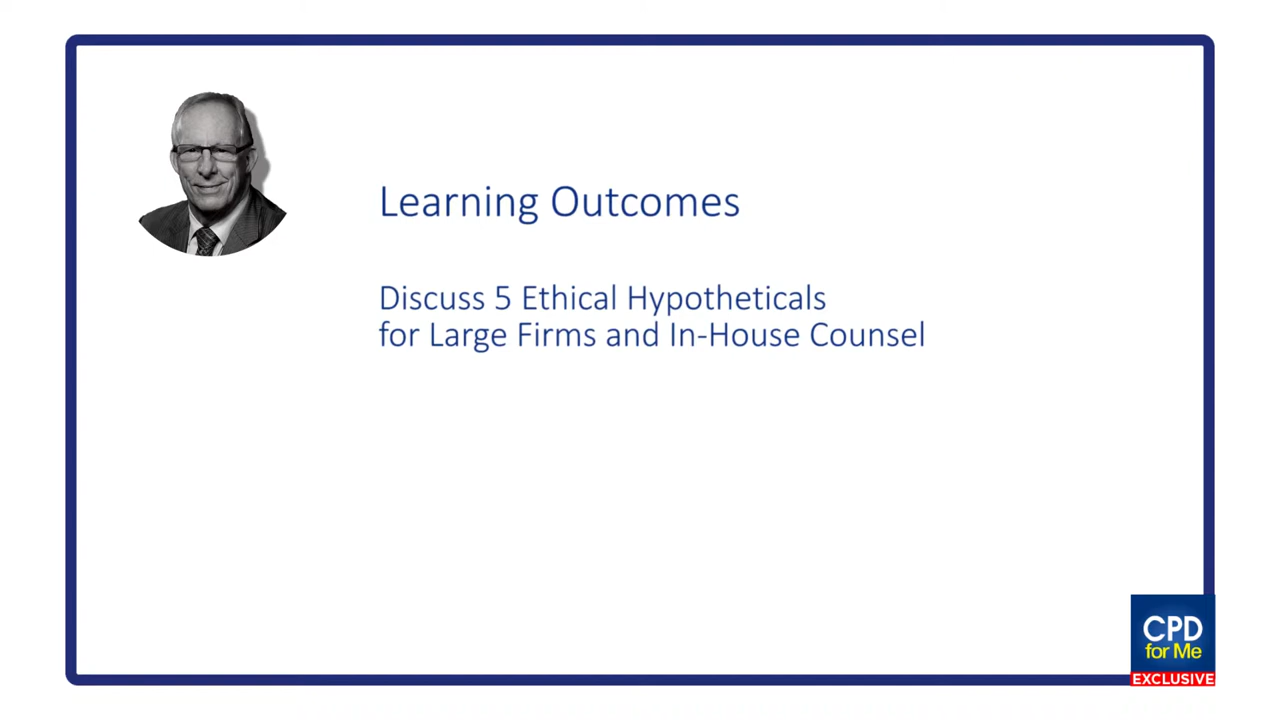 Learning Outcomes
Discuss 5 Ethical Hypotheticals
for Large Firms and In-House Counsel
CPD
for Me
EXCLUSIVE